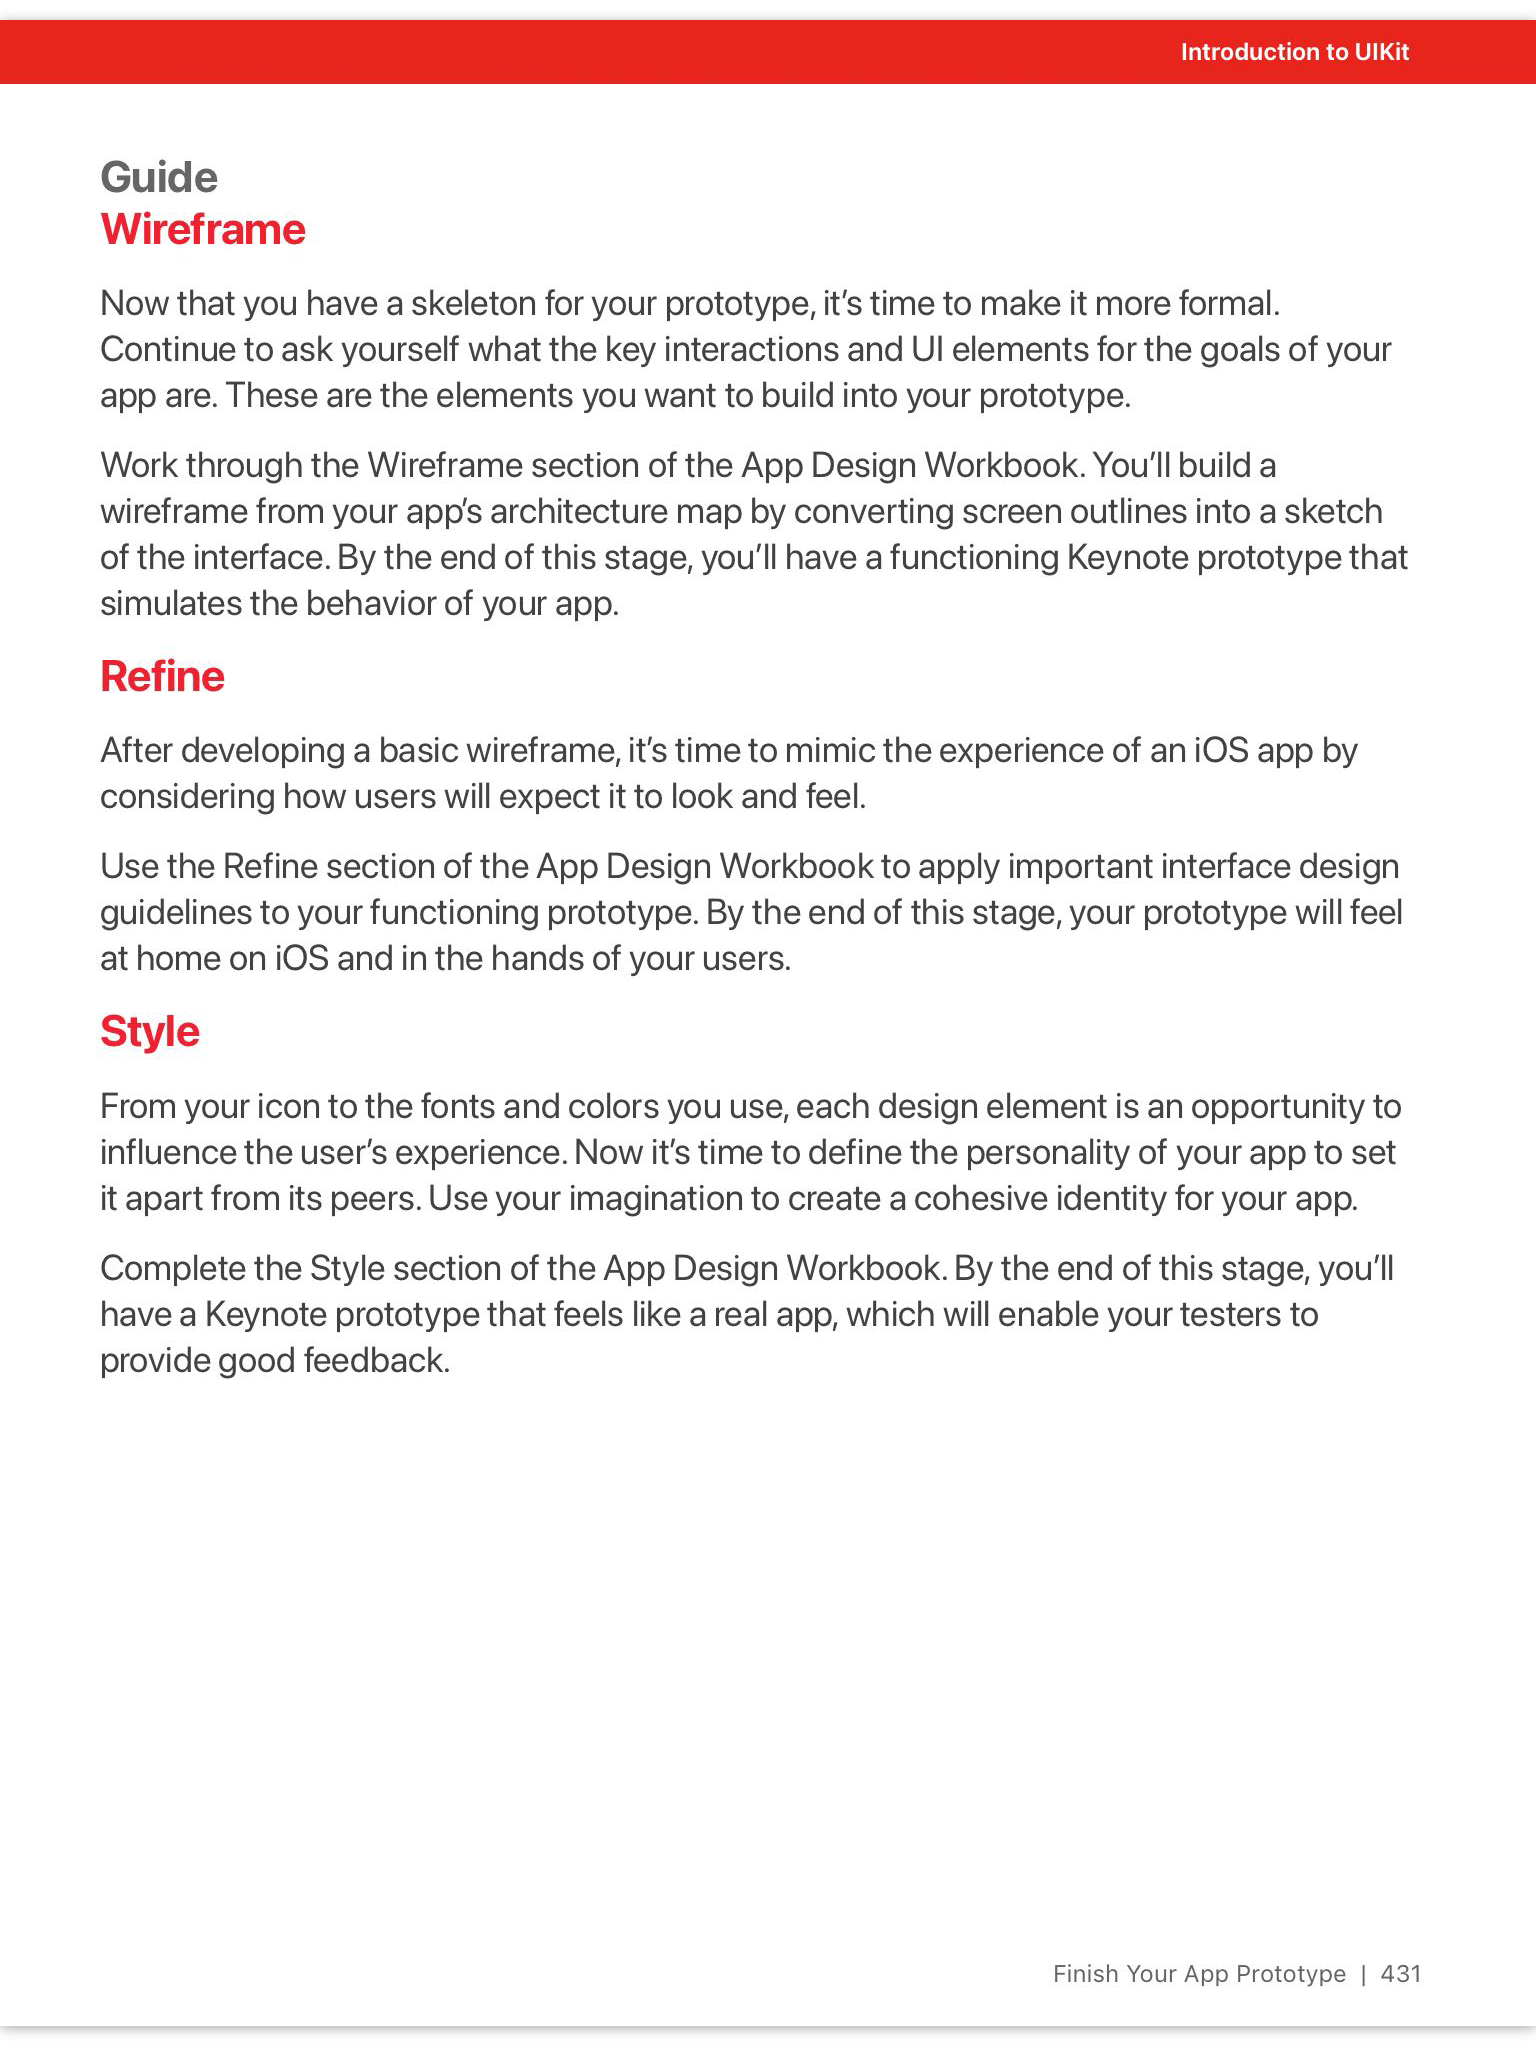 Introduction to UIKit
Guide
Wireframe
Now that you have a skeleton for your prototype, it’s time to make it more formal.
Continue to ask yourself what the key interactions and UI elements for the goals of your
app are. These are the elements you want to build into your prototype.
Work through the Wireframe section of the App Design Workbook. You’ll build a
wireframe from your app’s architecture map by converting screen outlines into a sketch
of the interface. By the end of this stage, you’ll have a functioning Keynote prototype that
simulates the behavior of your app.
Refine
After developing a basic wireframe, it’s time to mimic the experience of an iOS app by
considering how users will expect it to look and feel.
Use the Refine section of the App Design Workbook to apply important interface design
guidelines to your functioning prototype. By the end of this stage, your prototype will feel
at home on iOS and in the hands of your users.
Style
From your icon to the fonts and colors you use, each design element is an opportunity to
influence the user’s experience. Now it’s time to define the personality of your app to set
it apart from its peers. Use your imagination to create a cohesive identity for your app.
Complete the Style section of the App Design Workbook. By the end of this stage, you’ll
have a Keynote prototype that feels like a real app, which will enable your testers to
provide good feedback.
Finish Your App Prototype | 431